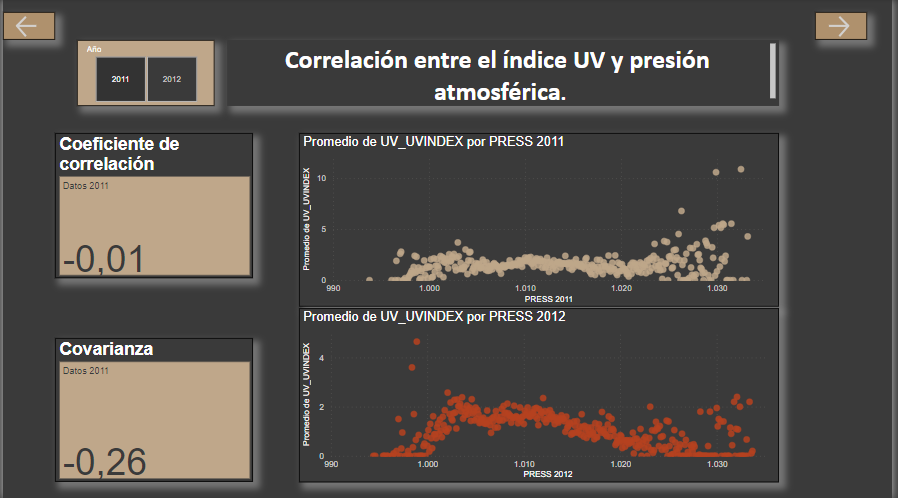 Año
2011
2012
Correlación entre el índice UV y presión
atmosférica.
Coeficiente de
correlación
Datos 2011
-0,01
Covarianza
Datos 2011
-0,26
Promedio de UV_UVINDEX por PRESS 2011
Promedio de UV_UVINDEX
10
5
0
990
1.000
1.010
1.020
1.030
PRESS 2011
Promedio de UV_UVINDEX por PRESS 2012
Promedio de UV_UVINDEX
4
2
0
990
1.000
1.010
1.020
1.030
PRESS 2012